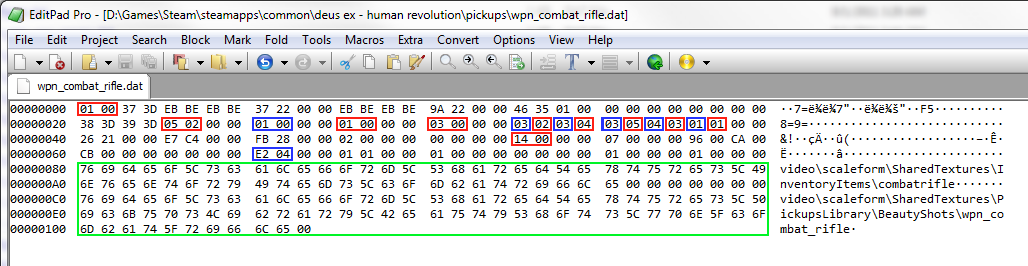 EditPad Pro - [D:\Games\Steam\steamapps\common\deus ex - human revolution\pickups\wpn_combat_rifle.dat]
File Edit Project Search Block Mark Fold Tools Macros Extra Convert Options View Help
wpn_combat_rifle.dat
00000000 01 00 37 3D EB BE EB BE 37 22 00 00 EB BE EB BE 9A 22 00 00 46 35 01 00 00 00 00 00 00 00 00 00 ··7=ë¾ë¾7"··ë¾ë¾š"··F5··········
00000020 38 3D 39 3D 05 02 00 00 01 00 00 00 01 00 00 00 03 00 00 00 03 02 03 04 03 05 04 03 01 01 00 00 8=9=····························
00000040 26 21 00 00 E7 C4 00 00 FB 28 00 00 02 00 00 00 00 00 00 00 14 00 00 00 07 00 00 00 96 00 CA 00 &!··çÄ··û(··················–·Ê·
00000060 CB 00 00 00 00 00 00 00 E2 04 00 00 01 01 00 00 01 00 00 00 00 00 00 00 01 00 00 00 01 00 01 00 Ë·······â·······················
00000080 76 69 64 65 6F 5C 73 63 61 6C 65 66 6F 72 6D 5C 53 68 61 72 65 64 54 65 78 74 75 72 65 73 5C 49 video\scaleform\SharedTextures\I
000000A0 6E 76 65 6E 74 6F 72 79 49 74 65 6D 73 5C 63 6F 6D 62 61 74 72 69 66 6C 65 00 00 00 00 00 00 00 nventoryItems\combatrifle·······
000000C0 76 69 64 65 6F 5C 73 63 61 6C 65 66 6F 72 6D 5C 53 68 61 72 65 64 54 65 78 74 75 72 65 73 5C 50 video\scaleform\SharedTextures\P
000000E0 69 63 6B 75 70 73 4C 69 62 72 61 72 79 5C 42 65 61 75 74 79 53 68 6F 74 73 5C 77 70 6E 5F 63 6F ickupsLibrary\BeautyShots\wpn_co
00000100 6D 62 61 74 5F 72 69 66 6C 65 00 mbat_rifle·